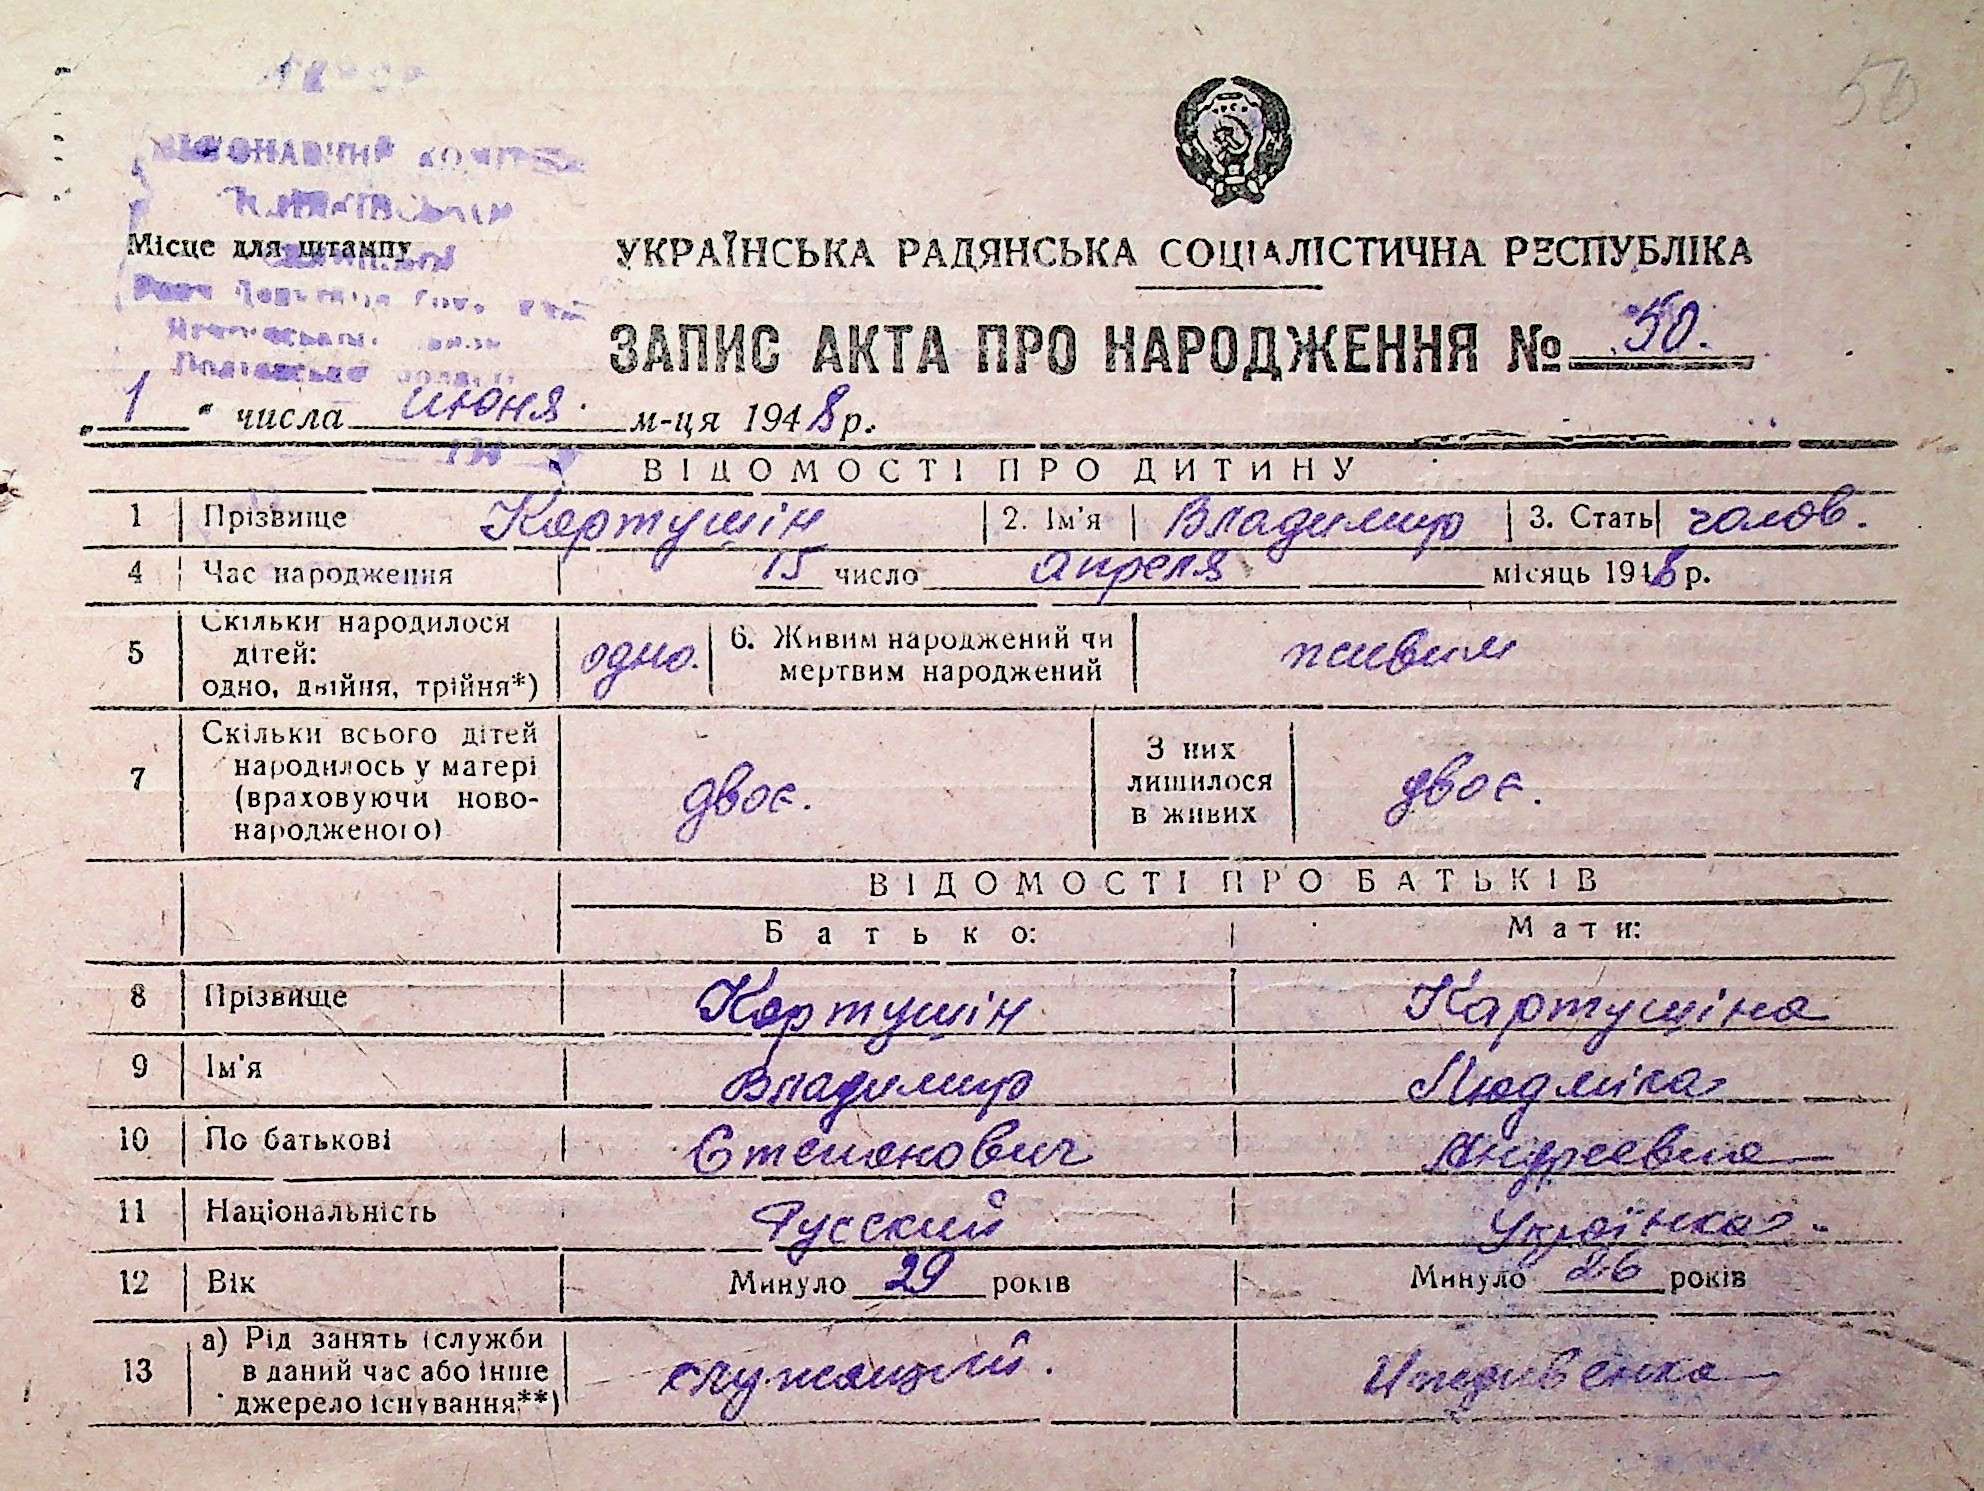 50
Місце для штампу
УКРАЇНСЬКА РАДЯНСЬКА СОЦІАЛІСТИЧНА РЕСПУБЛІКА
ЗАПИС АКТА ПРО НАРОДЖЕННЯ № 50.
„ 1 " числа июня м-ця 1948 р.
ВІДОМОСТІ ПРО ДИТИНУ
1 Прізвище Картушін 2. Ім'я Владимир 3. Стать чолов.
4 Час народження 15 число апреля місяць 1948 р.
5 Скільки народилося дітей: одно, двійня, трійня*) одно. 6. Живим народжений чи мертвим народжений живим
7 Скільки всього дітей народилось у матері (враховуючи ново-народженого) двоє. З них лишилося в живих двоє.
ВІДОМОСТІ ПРО БАТЬКІВ
Батько: Мати:
8 Прізвище Картушін Картушіна
9 Ім'я Владимир
10 По батькові Степанович Андреевна
11 Національність Русский Українка
12 Вік Минуло 29 років Минуло 26 років
13 а) Рід занять (служби в даний час або інше джерело існування**) служащий. Иждивенка